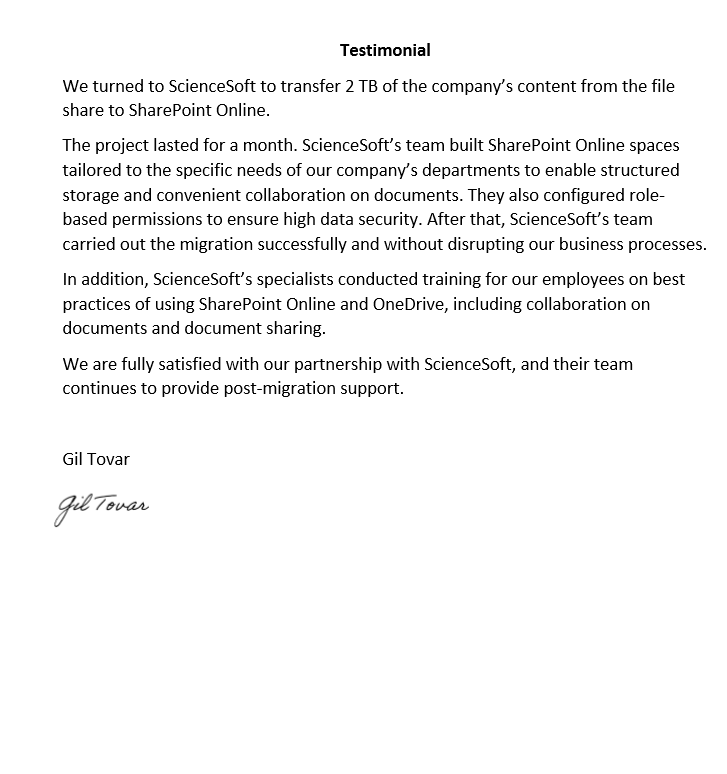 Testimonial
We turned to ScienceSoft to transfer 2 TB of the company’s content from the file
share to SharePoint Online.
The project lasted for a month. ScienceSoft’s team built SharePoint Online spaces
tailored to the specific needs of our company’s departments to enable structured
storage and convenient collaboration on documents. They also configured role-
based permissions to ensure high data security. After that, ScienceSoft’s team
carried out the migration successfully and without disrupting our business processes.
In addition, ScienceSoft’s specialists conducted training for our employees on best
practices of using SharePoint Online and OneDrive, including collaboration on
documents and document sharing.
We are fully satisfied with our partnership with ScienceSoft, and their team
continues to provide post-migration support.
Gil Tovar
Gil Tovar